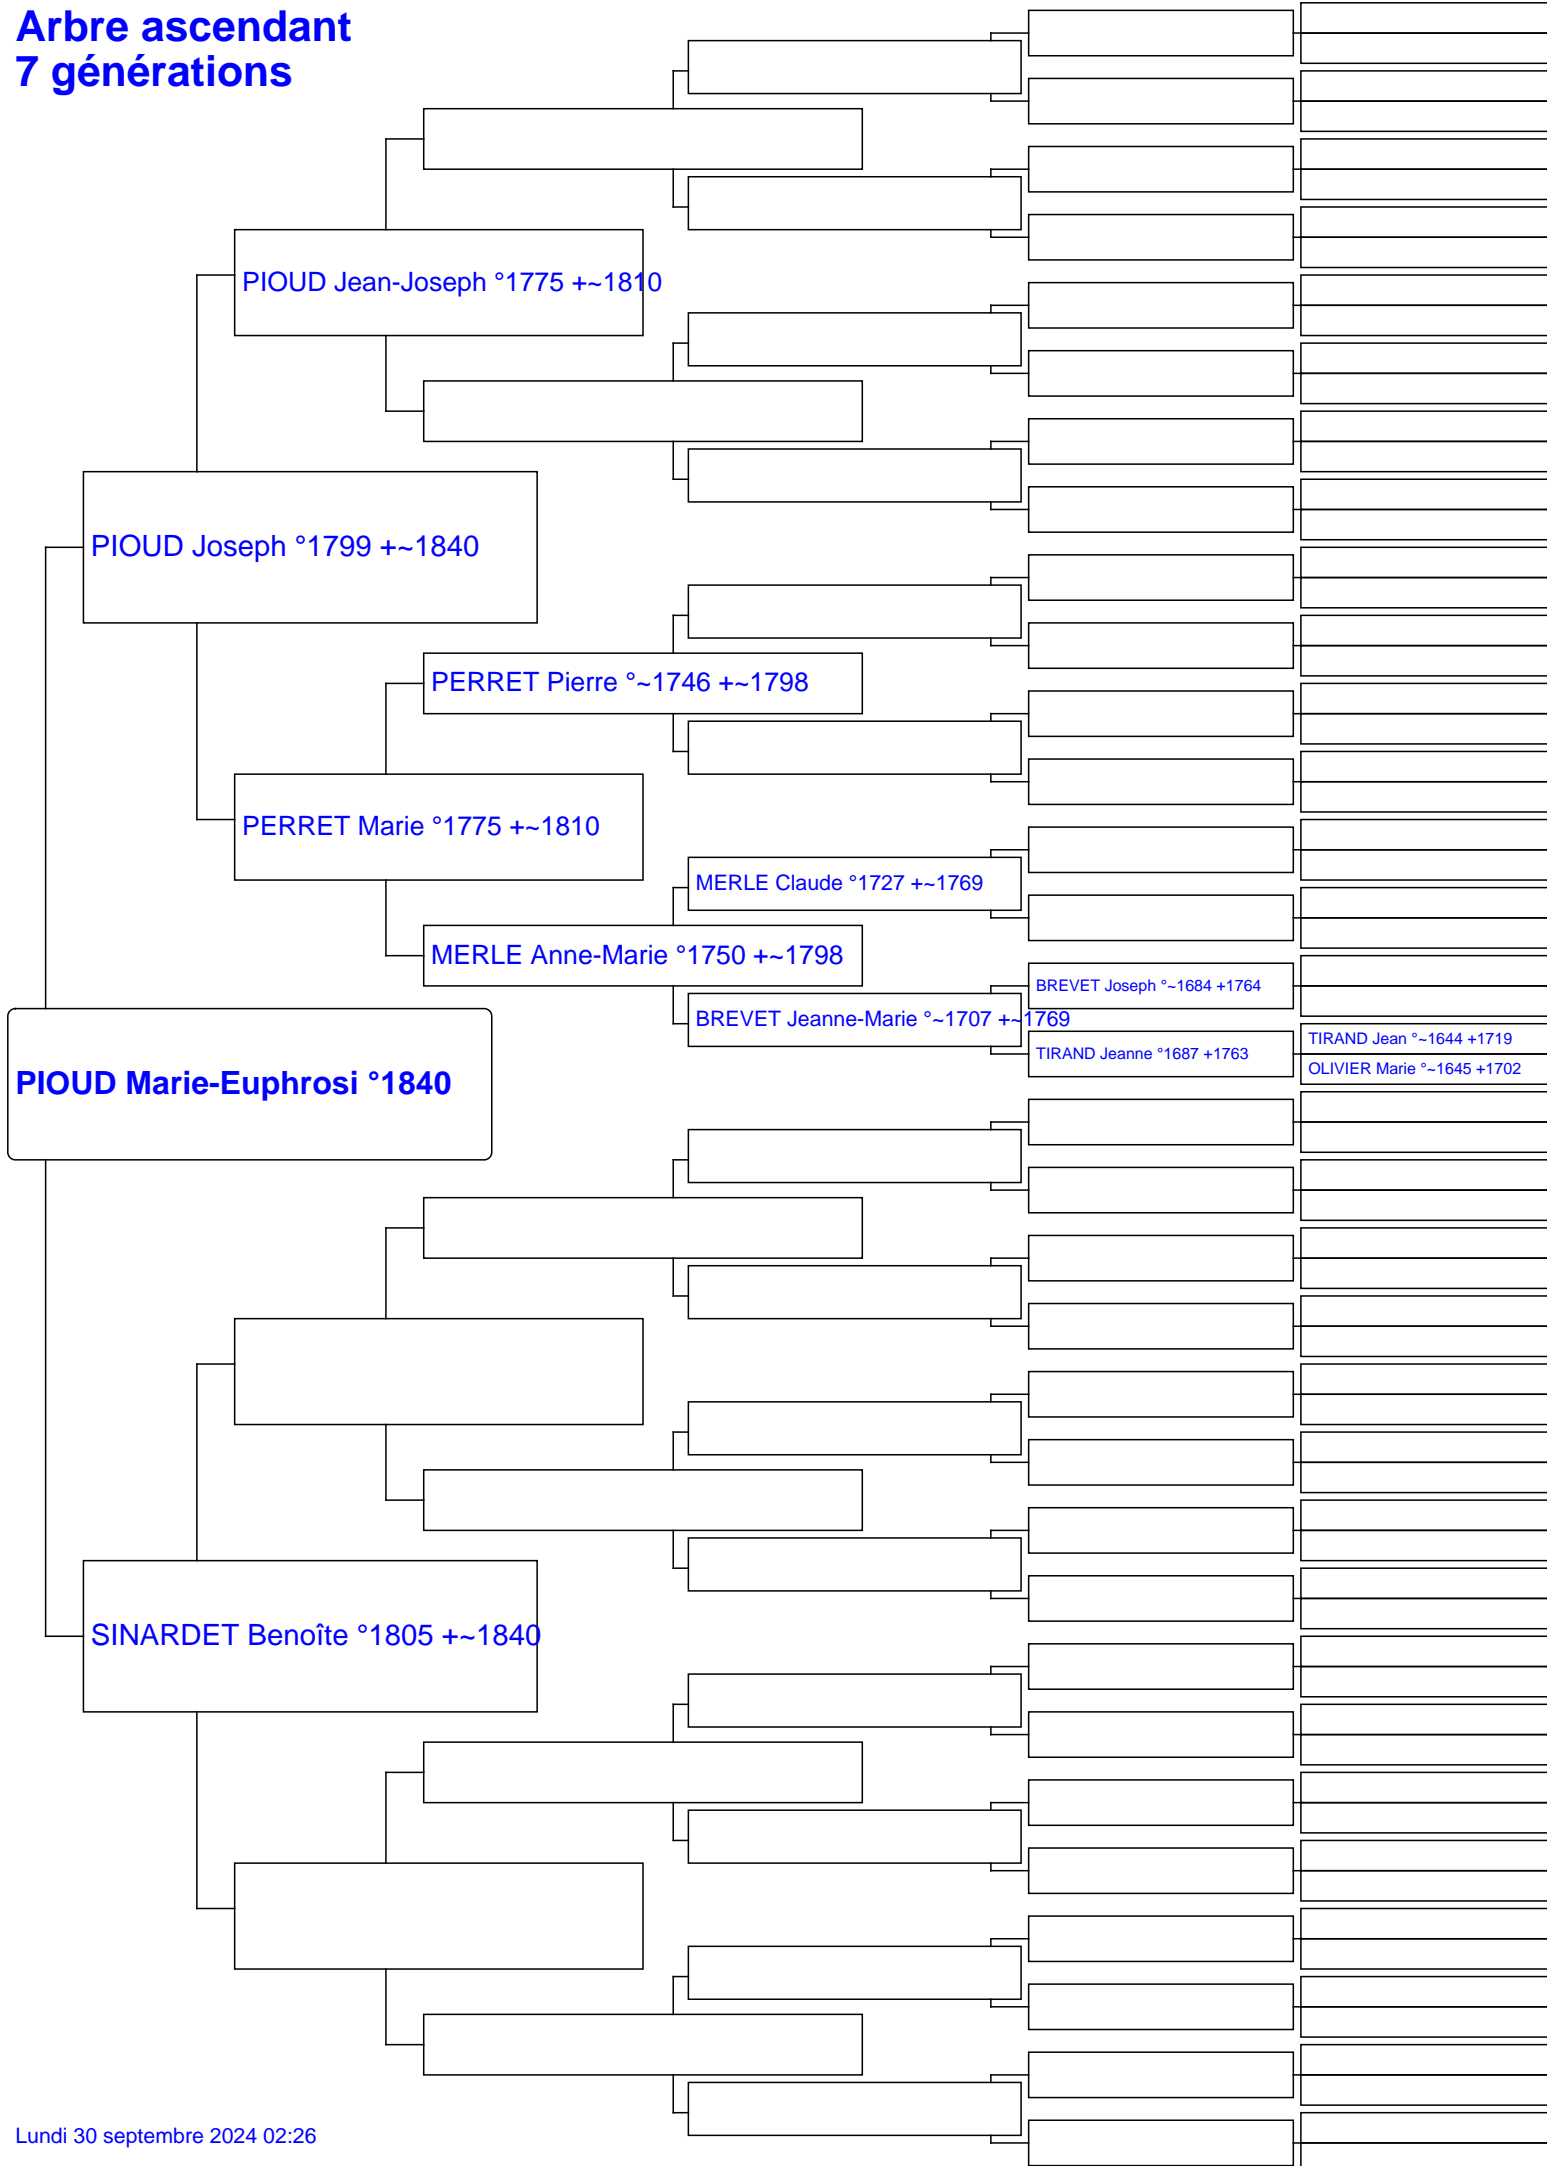 Arbre ascendant
7 générations
PIOUD Jean-Joseph °1775 +~1810
PIOUD Joseph °1799 +~1840
PERRET Pierre °~1746 +~1798
PERRET Marie °1775 +~1810
MERLE Claude °1727 +~1769
MERLE Anne-Marie °1750 +~1798
BREVET Joseph °~1684 +1764
BREVET Jeanne-Marie °~1707 +~1769
TIRAND Jean °~1644 +1719
TIRAND Jeanne °1687 +1763
OLIVIER Marie °~1645 +1702
PIOUD Marie-Euphrosi °1840
SINARDET Benoîte °1805 +~1840
Lundi 30 septembre 2024 02:26